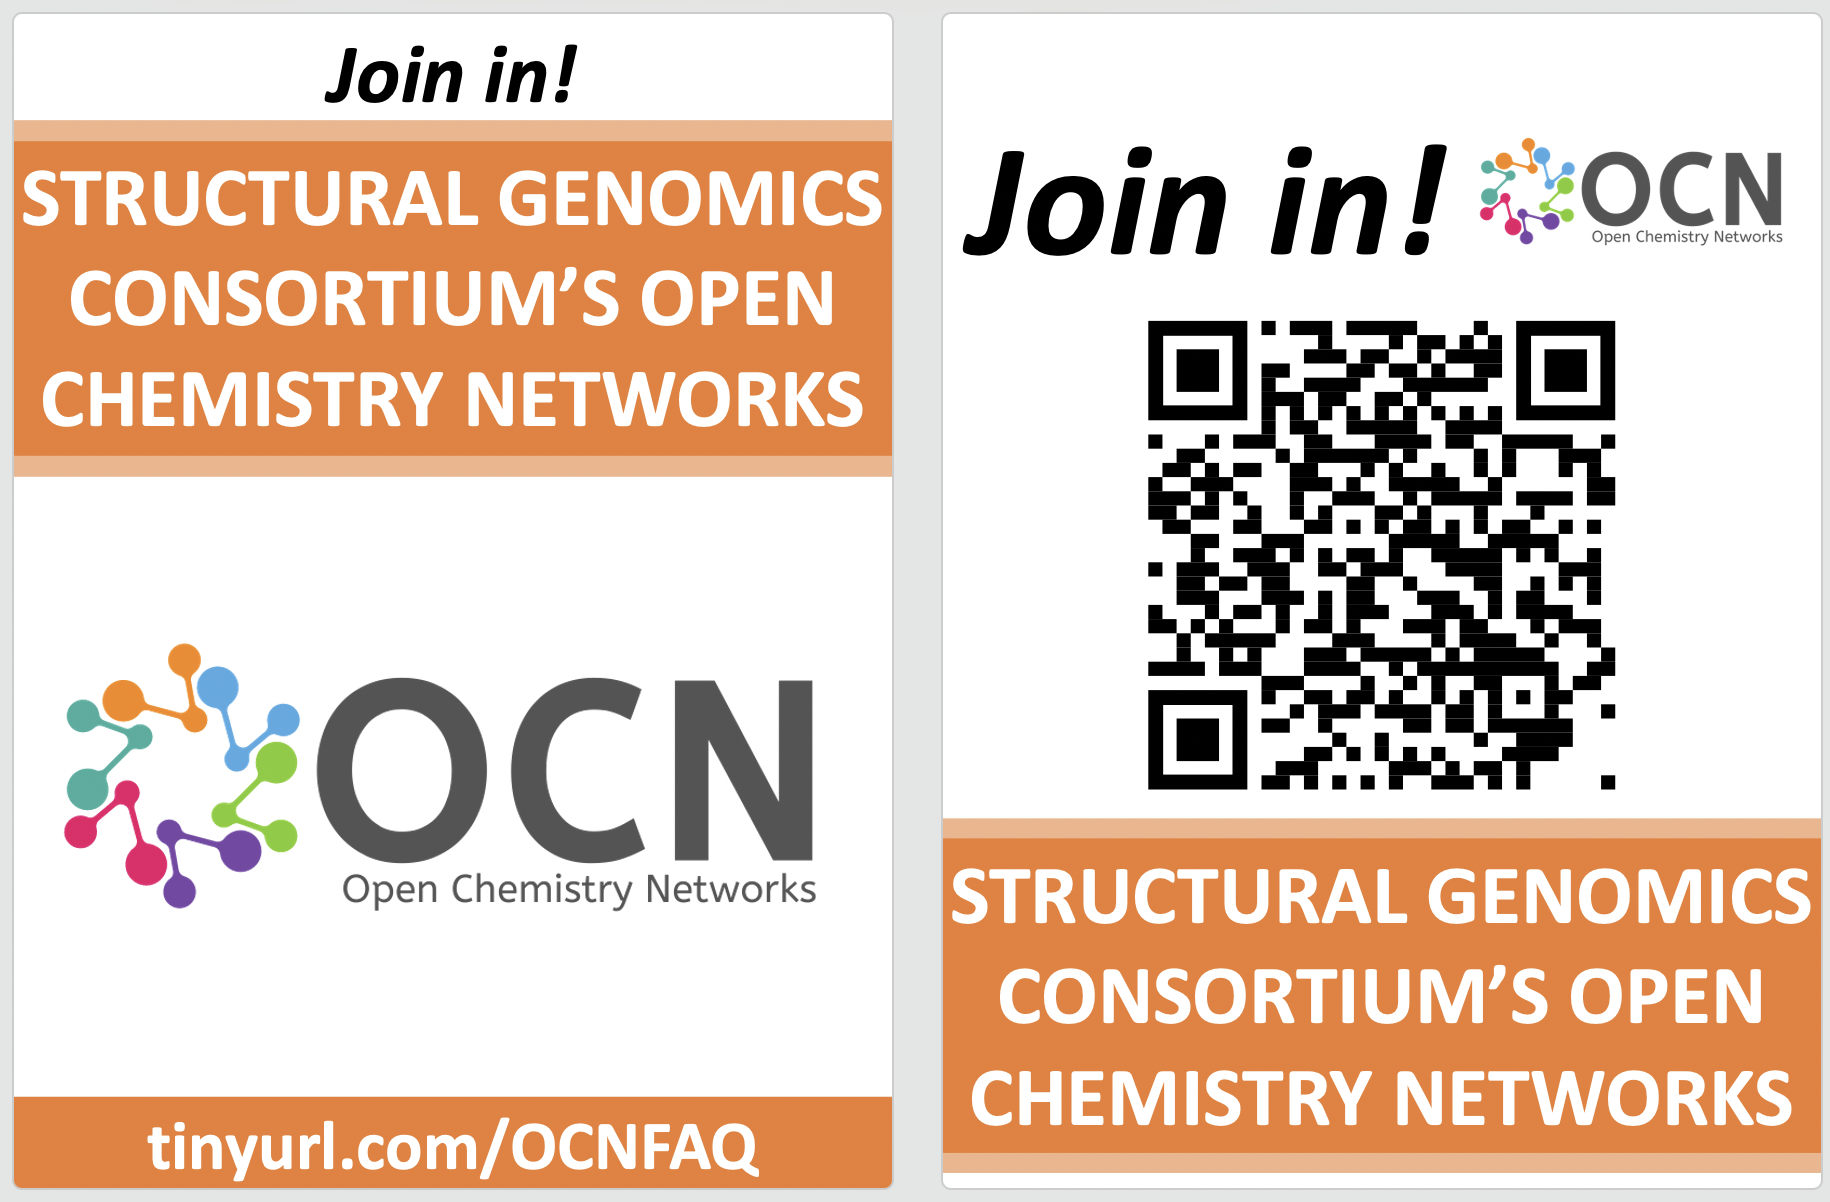 Join in!
STRUCTURAL GENOMICS
CONSORTIUM’S OPEN
CHEMISTRY NETWORKS
OCN
Open Chemistry Networks
tinyurl.com/OCNFAQ
Join in!
OCN
Open Chemistry Networks
STRUCTURAL GENOMICS
CONSORTIUM’S OPEN
CHEMISTRY NETWORKS